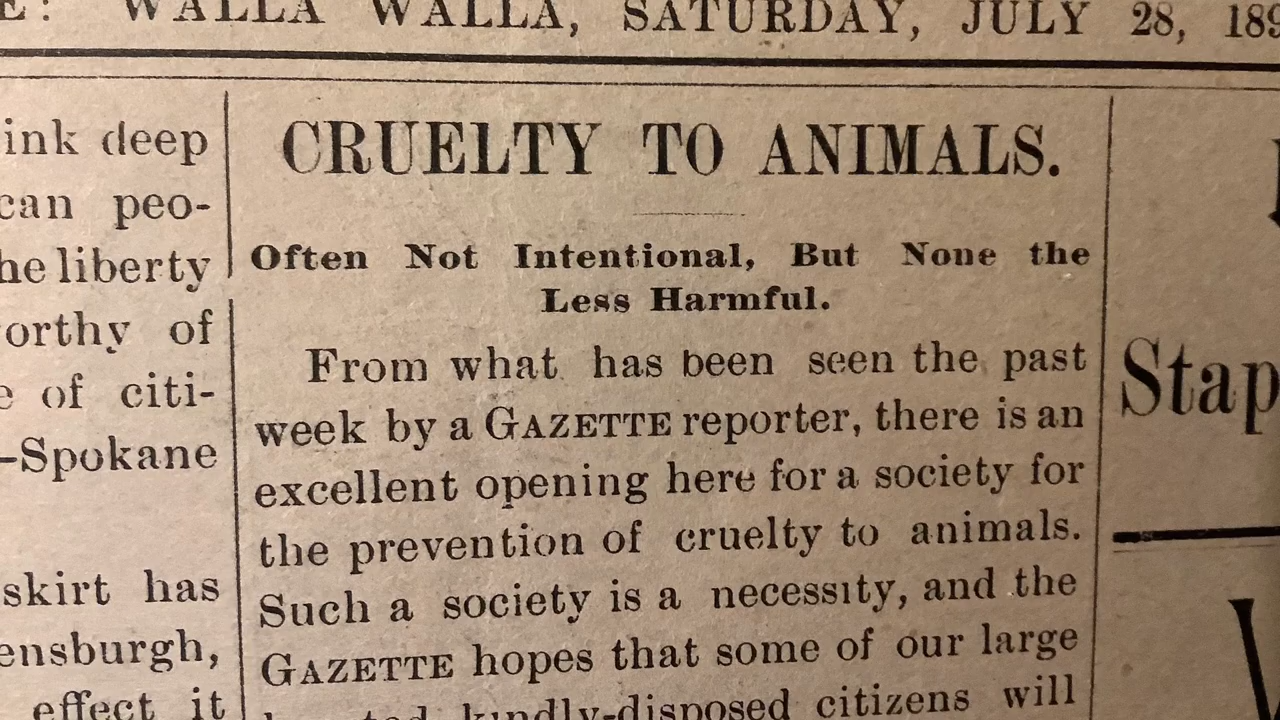 WALLA WALLA, SATURDAY, JULY 28, 189
ink deep
can peo-
he liberty
orthy of
of citi-
-Spokane
skirt has
ensburgh,
effect it
CRUELTY TO ANIMALS.
Often Not Intentional, But None the
Less Harmful.
From what has been seen the past
week by a GAZETTE reporter, there is an
excellent opening here for a society for
the prevention of cruelty to animals.
Such a society is a necessity, and the
GAZETTE hopes that some of our large
kindly-disposed citizens will
Stap